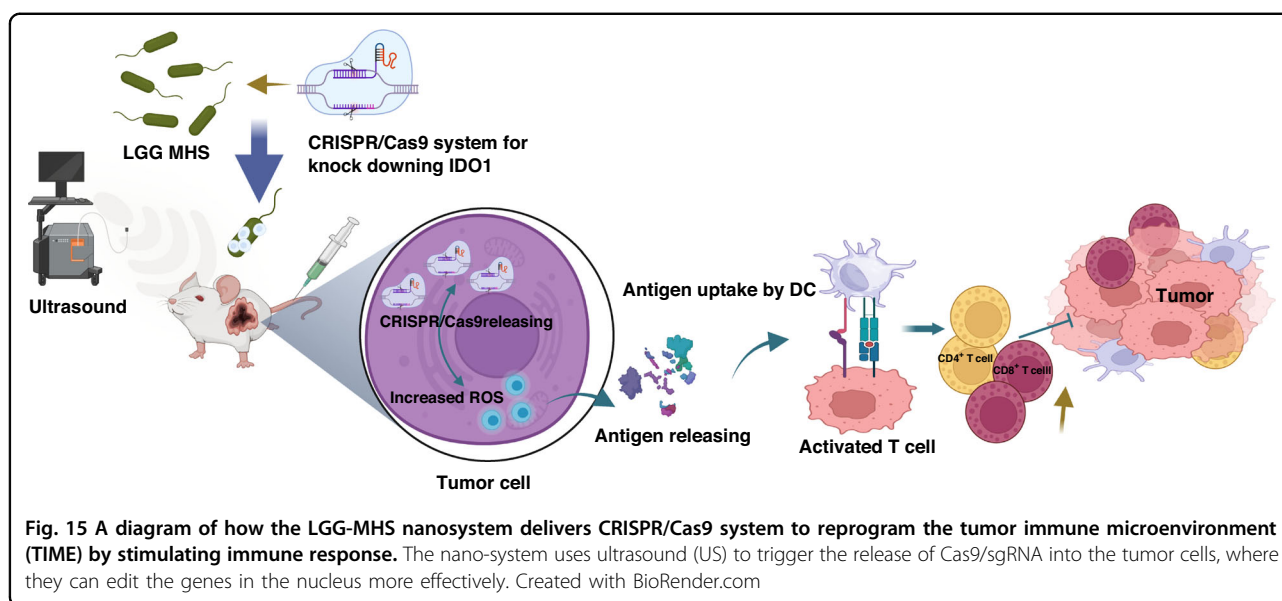 LGG MHS
CRISPR/Cas9 system for
knock downing IDO1
Ultrasound
CRISPR/Cas9releasing
Increased ROS
Tumor cell
Antigen releasing
Antigen uptake by DC
Activated T cell
CD4+ T cell
CD8+ T celll
Tumor
Fig. 15 A diagram of how the LGG-MHS nanosystem delivers CRISPR/Cas9 system to reprogram the tumor immune microenvironment
(TIME) by stimulating immune response. The nano-system uses ultrasound (US) to trigger the release of Cas9/sgRNA into the tumor cells, where
they can edit the genes in the nucleus more effectively. Created with BioRender.com